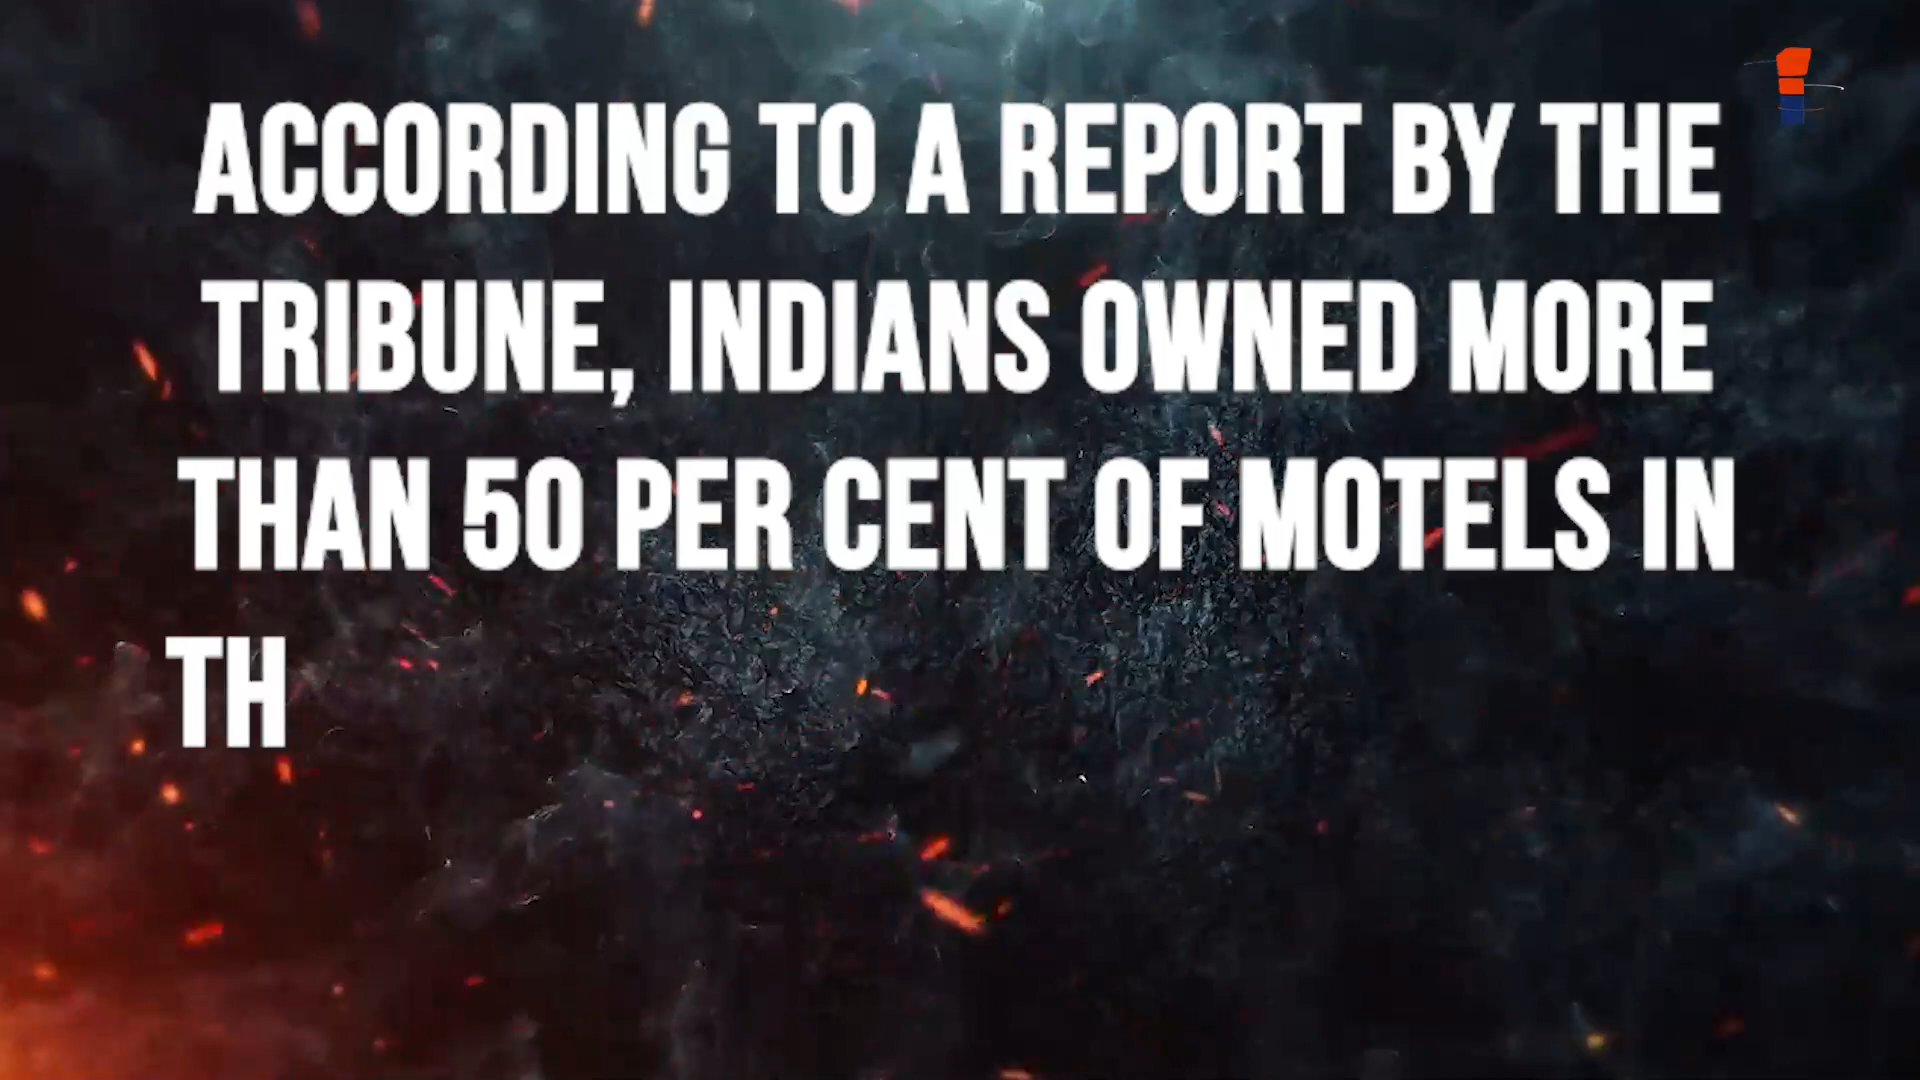 ACCORDING TO A REPORT BY THE
TRIBUNE, INDIANS OWNED MORE
THAN 50 PER CENT OF MOTELS IN
TH